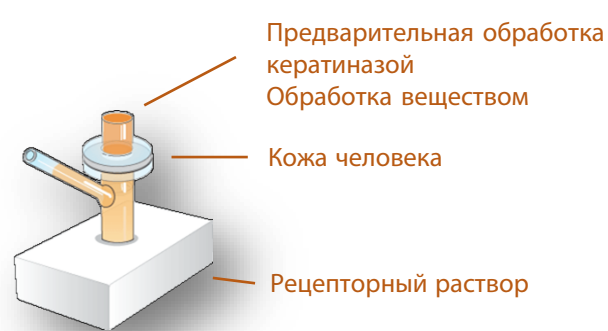 Предварительная обработка
кератиназой
Обработка веществом
Кожа человека
Рецепторный раствор